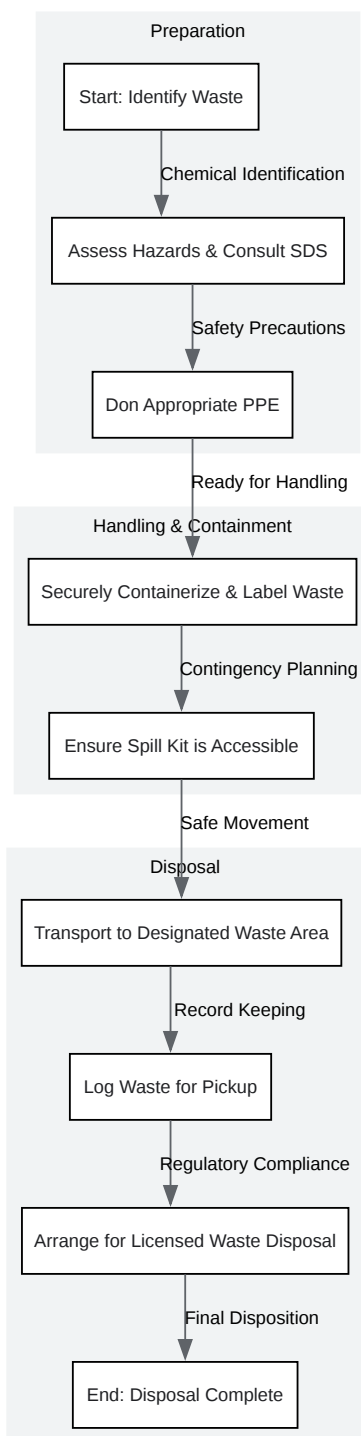 Preparation
Start: Identify Waste
Chemical Identification
Assess Hazards & Consult SDS
Safety Precautions
Don Appropriate PPE
Ready for Handling
Handling & Containment
Securely Containerize & Label Waste
Contingency Planning
Ensure Spill Kit is Accessible
Safe Movement
Disposal
Transport to Designated Waste Area
Record Keeping
Log Waste for Pickup
Regulatory Compliance
Arrange for Licensed Waste Disposal
Final Disposition
End: Disposal Complete